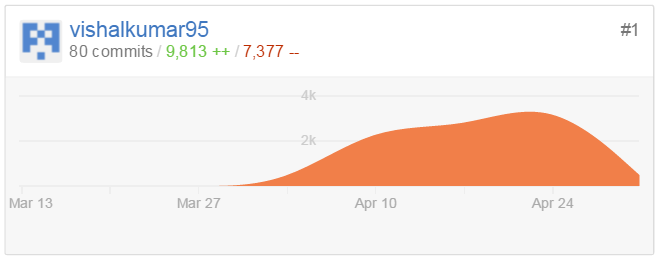 vishalkumar95
#1
80 commits / 9,813 ++ / 7,377 --
4k
2k
Mar 13 Mar 27 Apr 10 Apr 24